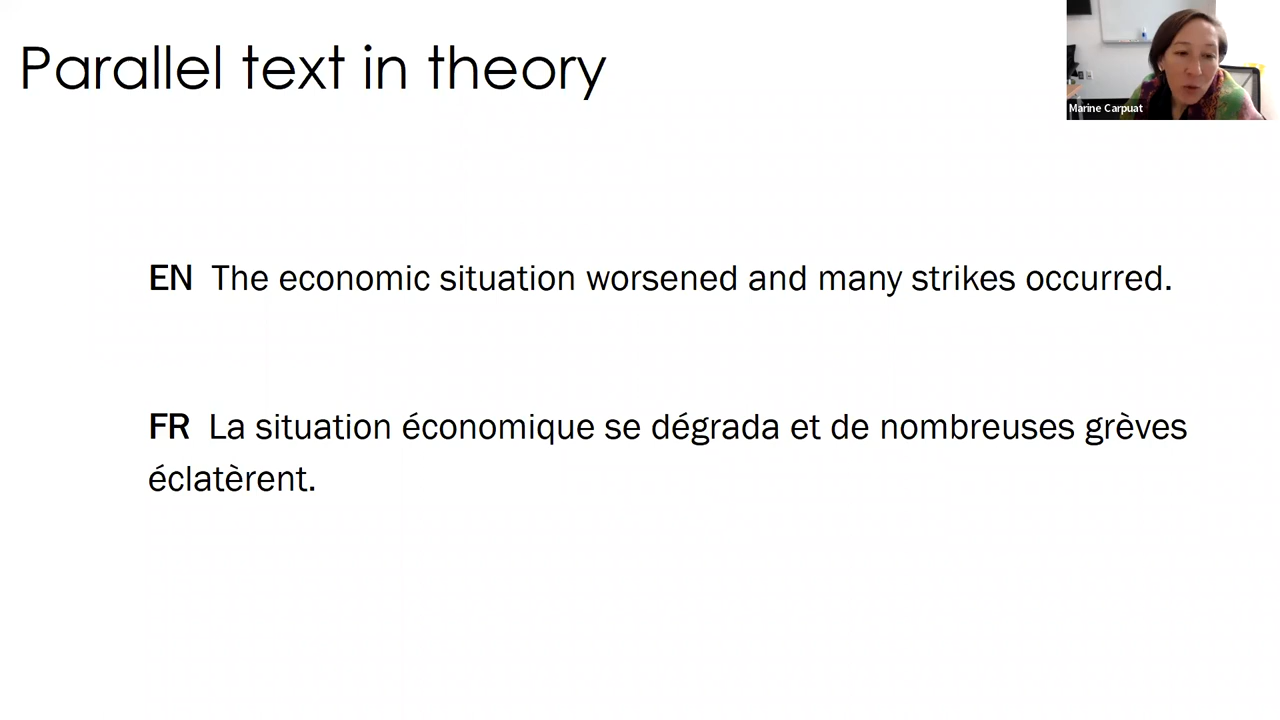 Parallel text in theory
Marine Carpuat
EN The economic situation worsened and many strikes occurred.
FR La situation économique se dégrada et de nombreuses grèves
éclatèrent.